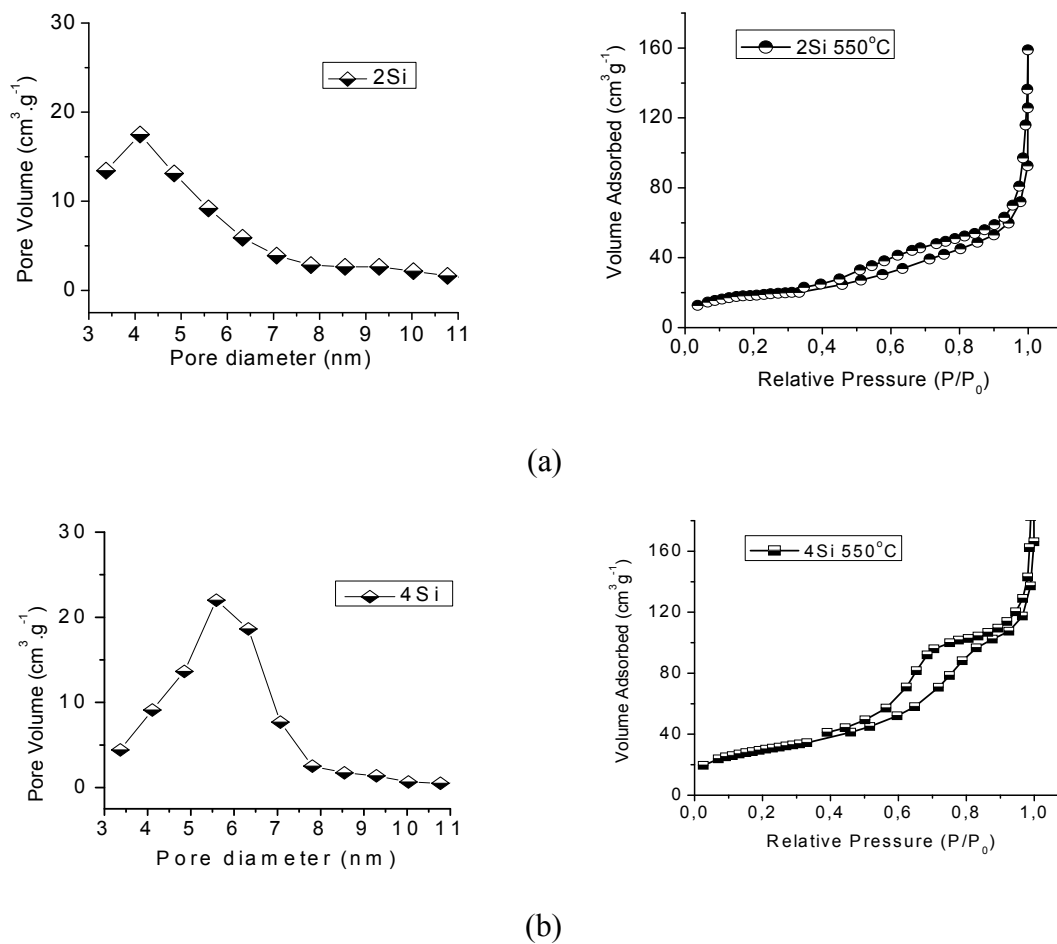 30
20
10
0
Pore Volume (cm³.g⁻¹)
2Si
3 4 5 6 7 8 9 10 11
Pore diameter (nm)
160
120
80
40
0
Volume Adsorbed (cm³g⁻¹)
2Si 550°C
0,0 0,2 0,4 0,6 0,8 1,0
Relative Pressure (P/P₀)
(a)
30
20
10
0
Pore Volume (cm³.g⁻¹)
4Si
3 4 5 6 7 8 9 10 11
Pore diameter (nm)
160
120
80
40
0
Volume Adsorbed (cm³g⁻¹)
4Si 550°C
0,0 0,2 0,4 0,6 0,8 1,0
Relative Pressure (P/P₀)
(b)